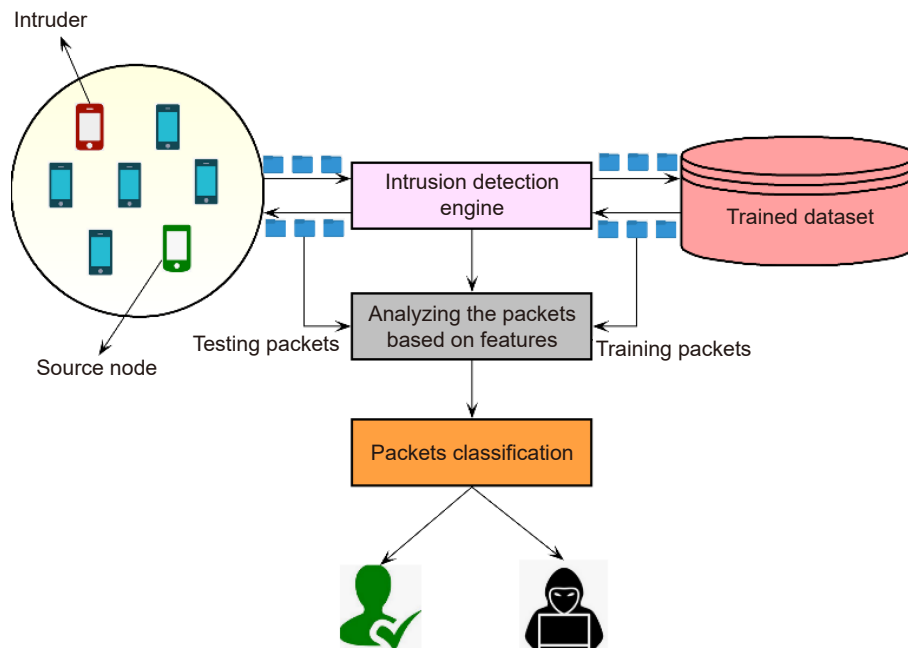 Intruder
Intrusion detection
engine
Trained dataset
Analyzing the packets
based on features
Testing packets
Training packets
Source node
Packets classification